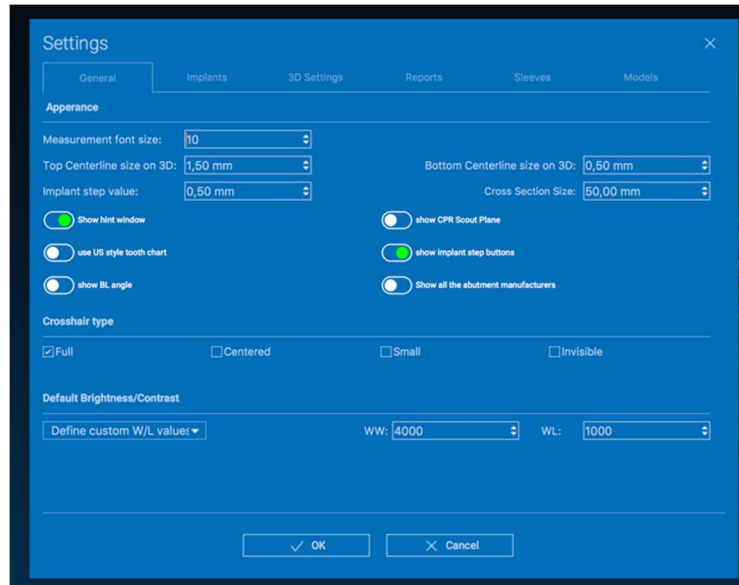 Settings
General Implants 3D Settings Reports Sleeves Models
Apperance
Measurement font size: 10
Top Centerline size on 3D: 1,50 mm Bottom Centerline size on 3D: 0,50 mm
Implant step value: 0,50 mm Cross Section Size: 50,00 mm
Show hint window show CPR Scout Plane
use US style tooth chart show implant step buttons
show BL angle Show all the abutment manufacturers
Crosshair type
Full Centered Small Invisible
Default Brightness/Contrast
Define custom W/L values WW: 4000 WL: 1000
OK Cancel